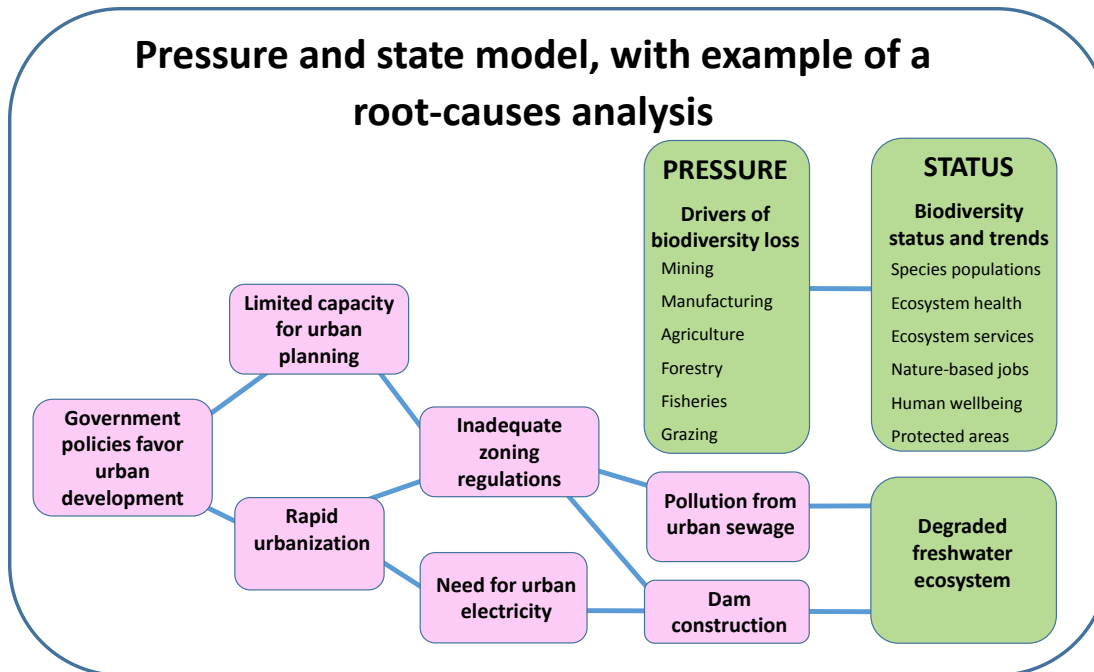 Pressure and state model, with example of a
root-causes analysis
PRESSURE
Drivers of
biodiversity loss
Mining
Manufacturing
Agriculture
Forestry
Fisheries
Grazing
STATUS
Biodiversity
status and trends
Species populations
Ecosystem health
Ecosystem services
Nature-based jobs
Human wellbeing
Protected areas
Limited capacity
for urban
planning
Government
policies favor
urban
development
Inadequate
zoning
regulations
Rapid
urbanization
Pollution from
urban sewage
Degraded
freshwater
ecosystem
Need for urban
electricity
Dam
construction